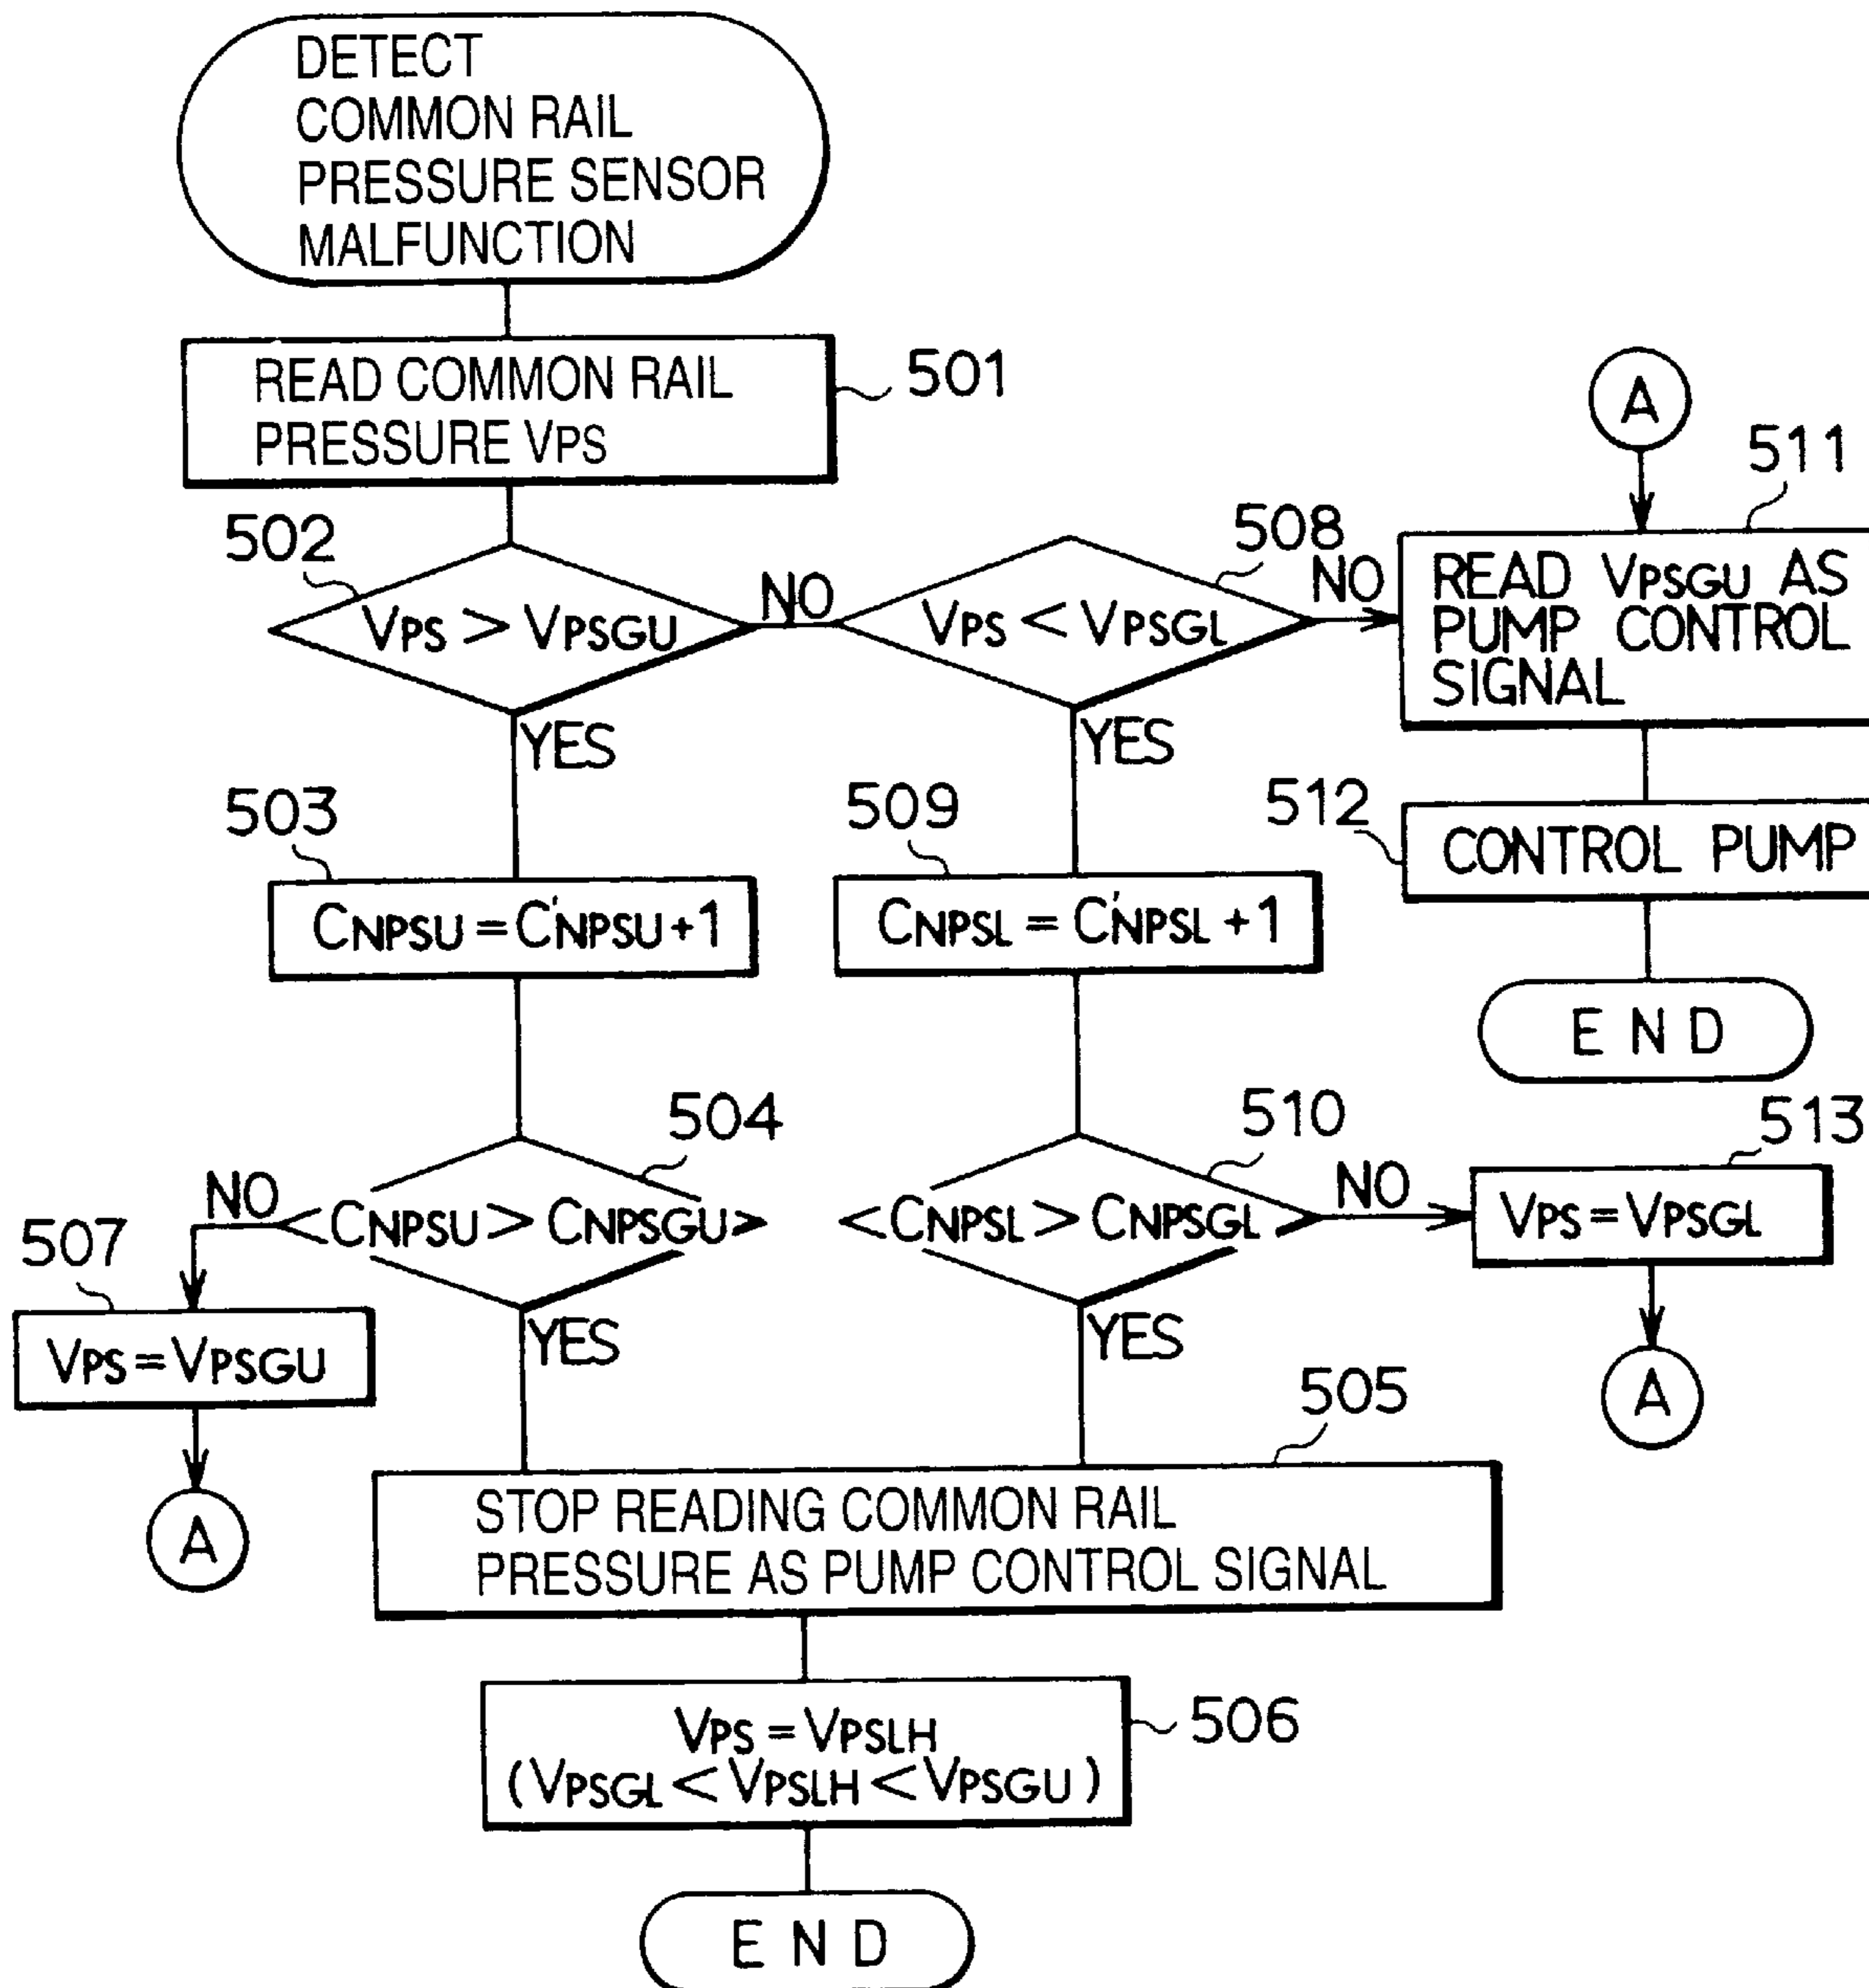 DETECT
COMMON RAIL
PRESSURE SENSOR
MALFUNCTION
READ COMMON RAIL
PRESSURE VPS
501
502
VPS > VPSGU
NO
YES
508
VPS < VPSGL
NO
YES
A
511
READ VPSGU AS
PUMP CONTROL
SIGNAL
512
CONTROL PUMP
END
503
CNPSU = C'NPSU+1
509
CNPSL = C'NPSL+1
504
CNPSU > CNPSGU
NO
YES
507
VPS = VPSGU
A
510
CNPSL > CNPSGL
NO
YES
513
VPS = VPSGL
A
505
STOP READING COMMON RAIL
PRESSURE AS PUMP CONTROL SIGNAL
VPS = VPSLH
(VPSGL < VPSLH < VPSGU)
506
END